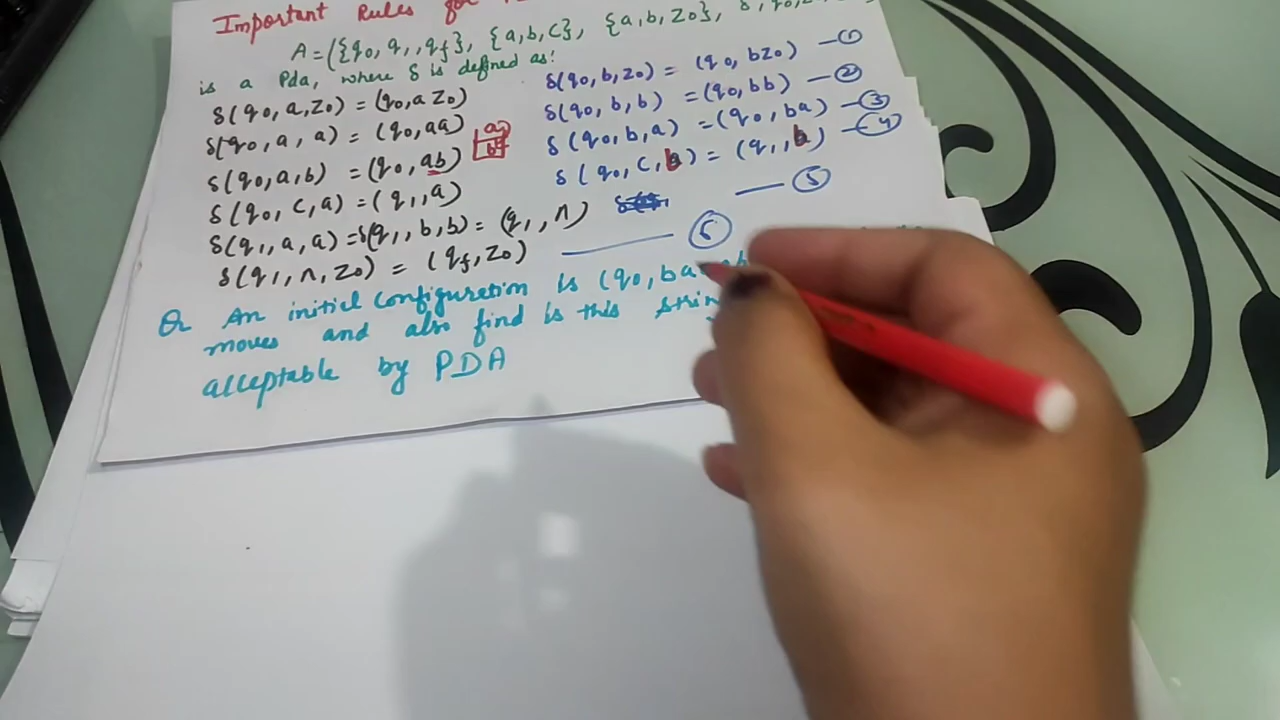 Important Rules for
A = ({q0, q1, qf}, {a,b,c}, {a,b,Z0}, δ, q0,
is a Pda, where δ is defined as:
δ(q0, a, Z0) = (q0, a Z0) δ(q0, b, Z0) = (q0, bZ0) — ①
δ(q0, a, a) = (q0, aa) δ(q0, b, b) = (q0, bb) — ②
δ(q0, a, b) = (q0, ab) δ(q0, b, a) = (q0, ba) — ③
δ(q0, c, a) = (q1, a) δ(q0, c, b) = (q1, b) — ④
δ(q1, a, a) = δ(q1, b, b) = (q1, Λ) — ⑤
δ(q1, Λ, Z0) = (qf, Z0) — ⑥
Q An initial configuration is (q0, ba
moves and also find is this
acceptable by PDA